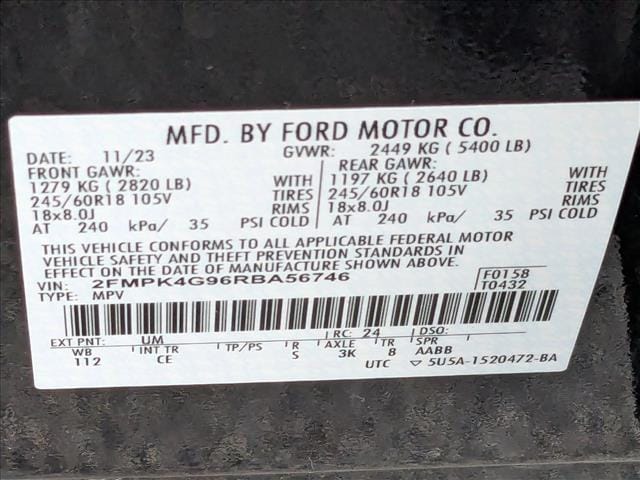 MFD. BY FORD MOTOR CO.
DATE: 11/23 GVWR: 2449 KG ( 5400 LB)
FRONT GAWR: REAR GAWR:
1279 KG ( 2820 LB) WITH 1197 KG ( 2640 LB) WITH
245/60R18 105V TIRES 245/60R18 105V TIRES
18x8.0J RIMS 18x8.0J RIMS
AT 240 kPa/ 35 PSI COLD AT 240 kPa/ 35 PSI COLD
THIS VEHICLE CONFORMS TO ALL APPLICABLE FEDERAL MOTOR
VEHICLE SAFETY AND THEFT PREVENTION STANDARDS IN
EFFECT ON THE DATE OF MANUFACTURE SHOWN ABOVE.
VIN: 2FMPK4G96RBA56746 F0158
TYPE: MPV T0432
EXT PNT: UM RC: 24 DSO:
WB INT TR TP/PS R AXLE TR SPR
112 CE S 3K 8 AABB
UTC ▽ 5U5A-1520472-BA